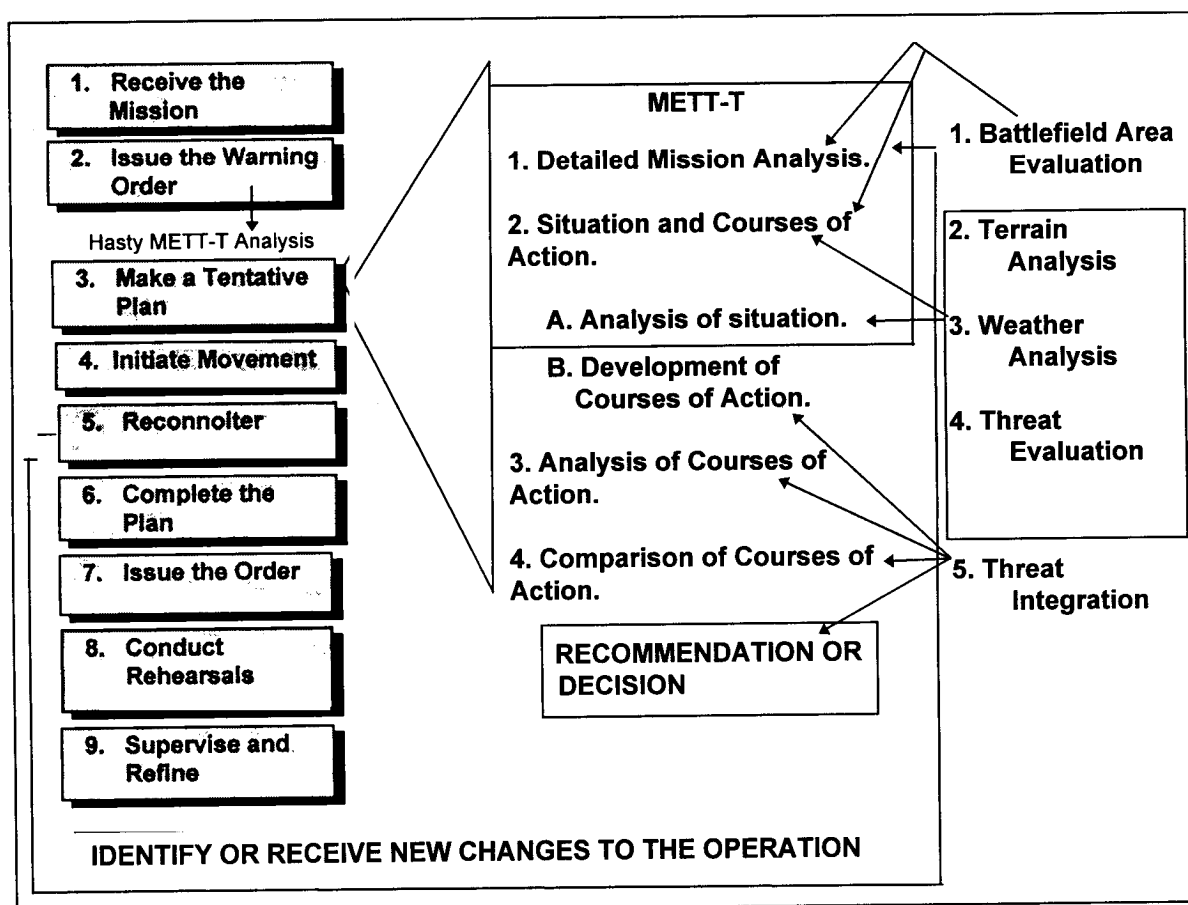 1. Receive the
Mission
2. Issue the Warning
Order
Hasty METT-T Analysis
3. Make a Tentative
Plan
4. Initiate Movement
5. Reconnoiter
6. Complete the
Plan
7. Issue the Order
8. Conduct
Rehearsals
9. Supervise and
Refine
METT-T
1. Detailed Mission Analysis.
2. Situation and Courses of
Action.
A. Analysis of situation.
B. Development of
Courses of Action.
3. Analysis of Courses of
Action.
4. Comparison of Courses of
Action.
RECOMMENDATION OR
DECISION
1. Battlefield Area
Evaluation
2. Terrain
Analysis
3. Weather
Analysis
4. Threat
Evaluation
5. Threat
Integration
IDENTIFY OR RECEIVE NEW CHANGES TO THE OPERATION